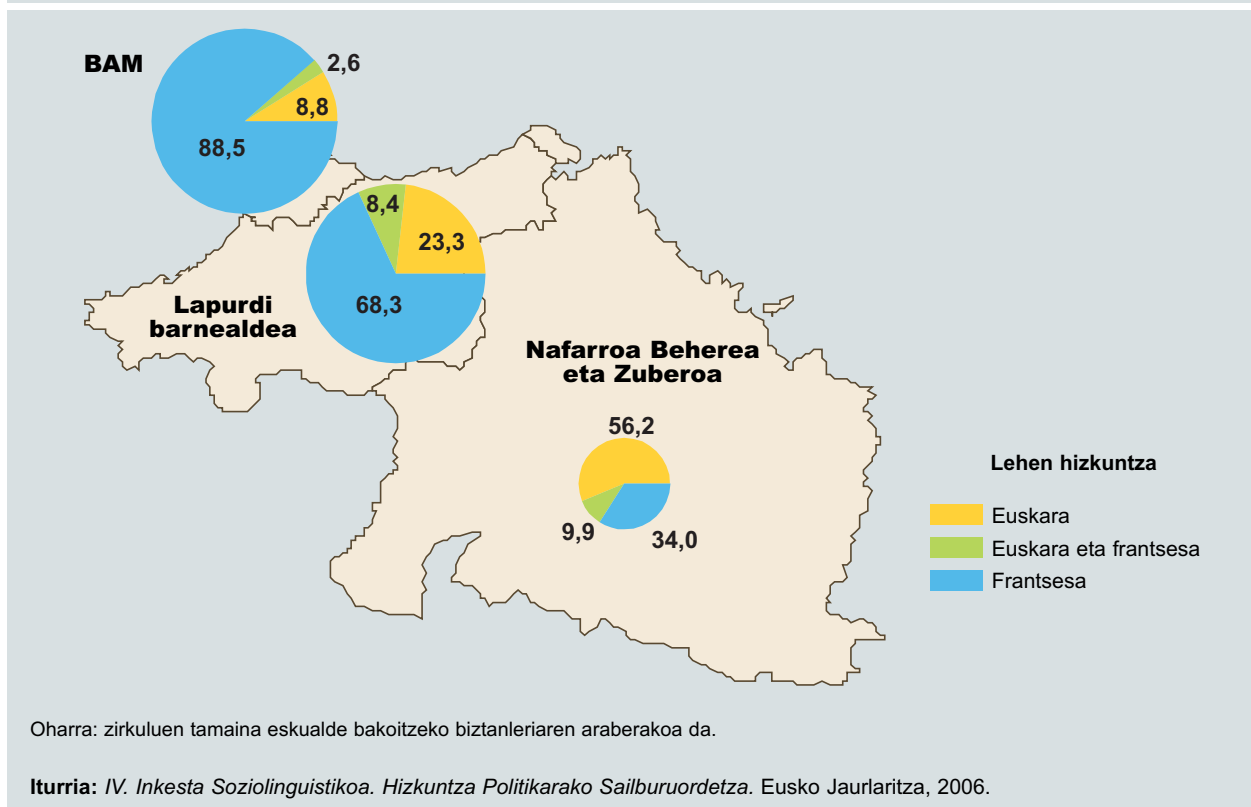 BAM
2,6
8,8
88,5
8,4
23,3
68,3
Lapurdi
barnealdea
Nafarroa Beherea
eta Zuberoa
56,2
9,9
34,0
Lehen hizkuntza
Euskara
Euskara eta frantsesa
Frantsesa
Oharra: zirkuluen tamaina eskualde bakoitzeko biztanleriaren araberakoa da.
Iturria: IV. Inkesta Soziolinguistikoa. Hizkuntza Politikarako Sailburuordetza. Eusko Jaurlaritza, 2006.